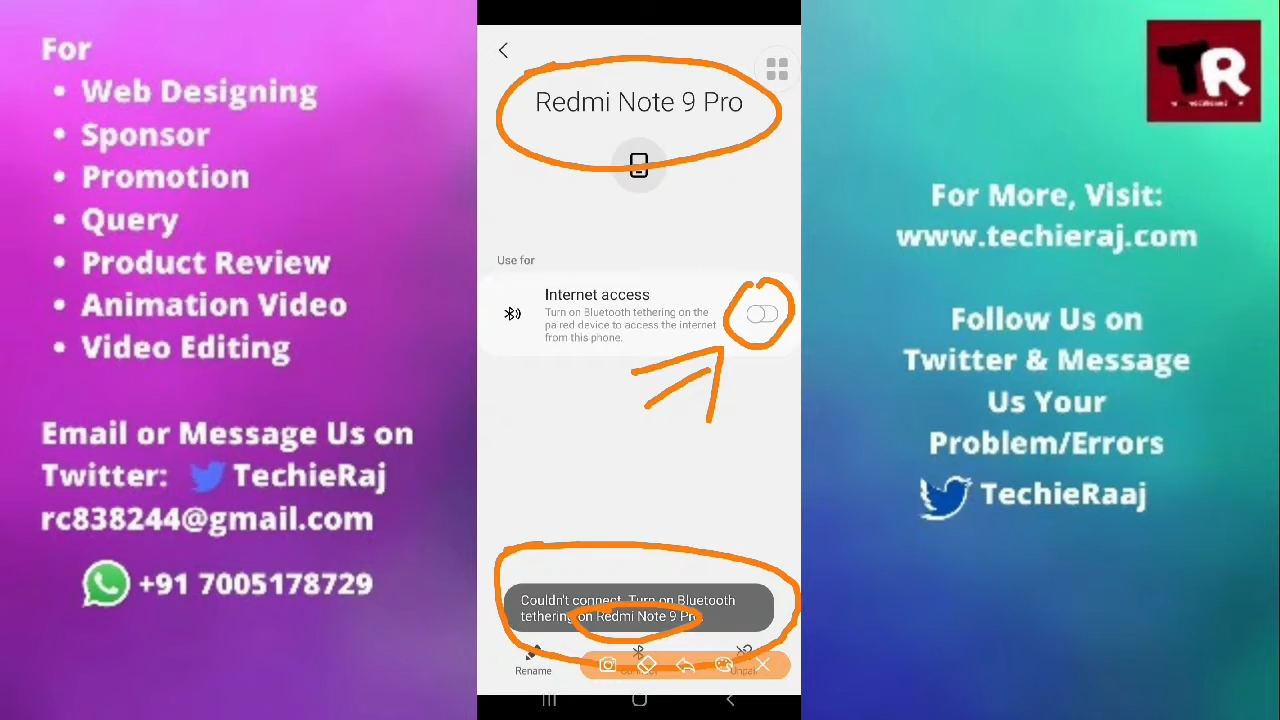 For
• Web Designing
• Sponsor
• Promotion
• Query
• Product Review
• Animation Video
• Video Editing
Email or Message Us on
Twitter: TechieRaj
rc838244@gmail.com
+91 7005178729
Redmi Note 9 Pro
Use for
Internet access
Turn on Bluetooth tethering on the
paired device to access the internet
from this phone.
Couldn't connect. Turn on Bluetooth
tethering on Redmi Note 9 Pro.
Rename
TR
For More, Visit:
www.techieraj.com
Follow Us on
Twitter & Message
Us Your
Problem/Errors
TechieRaaj